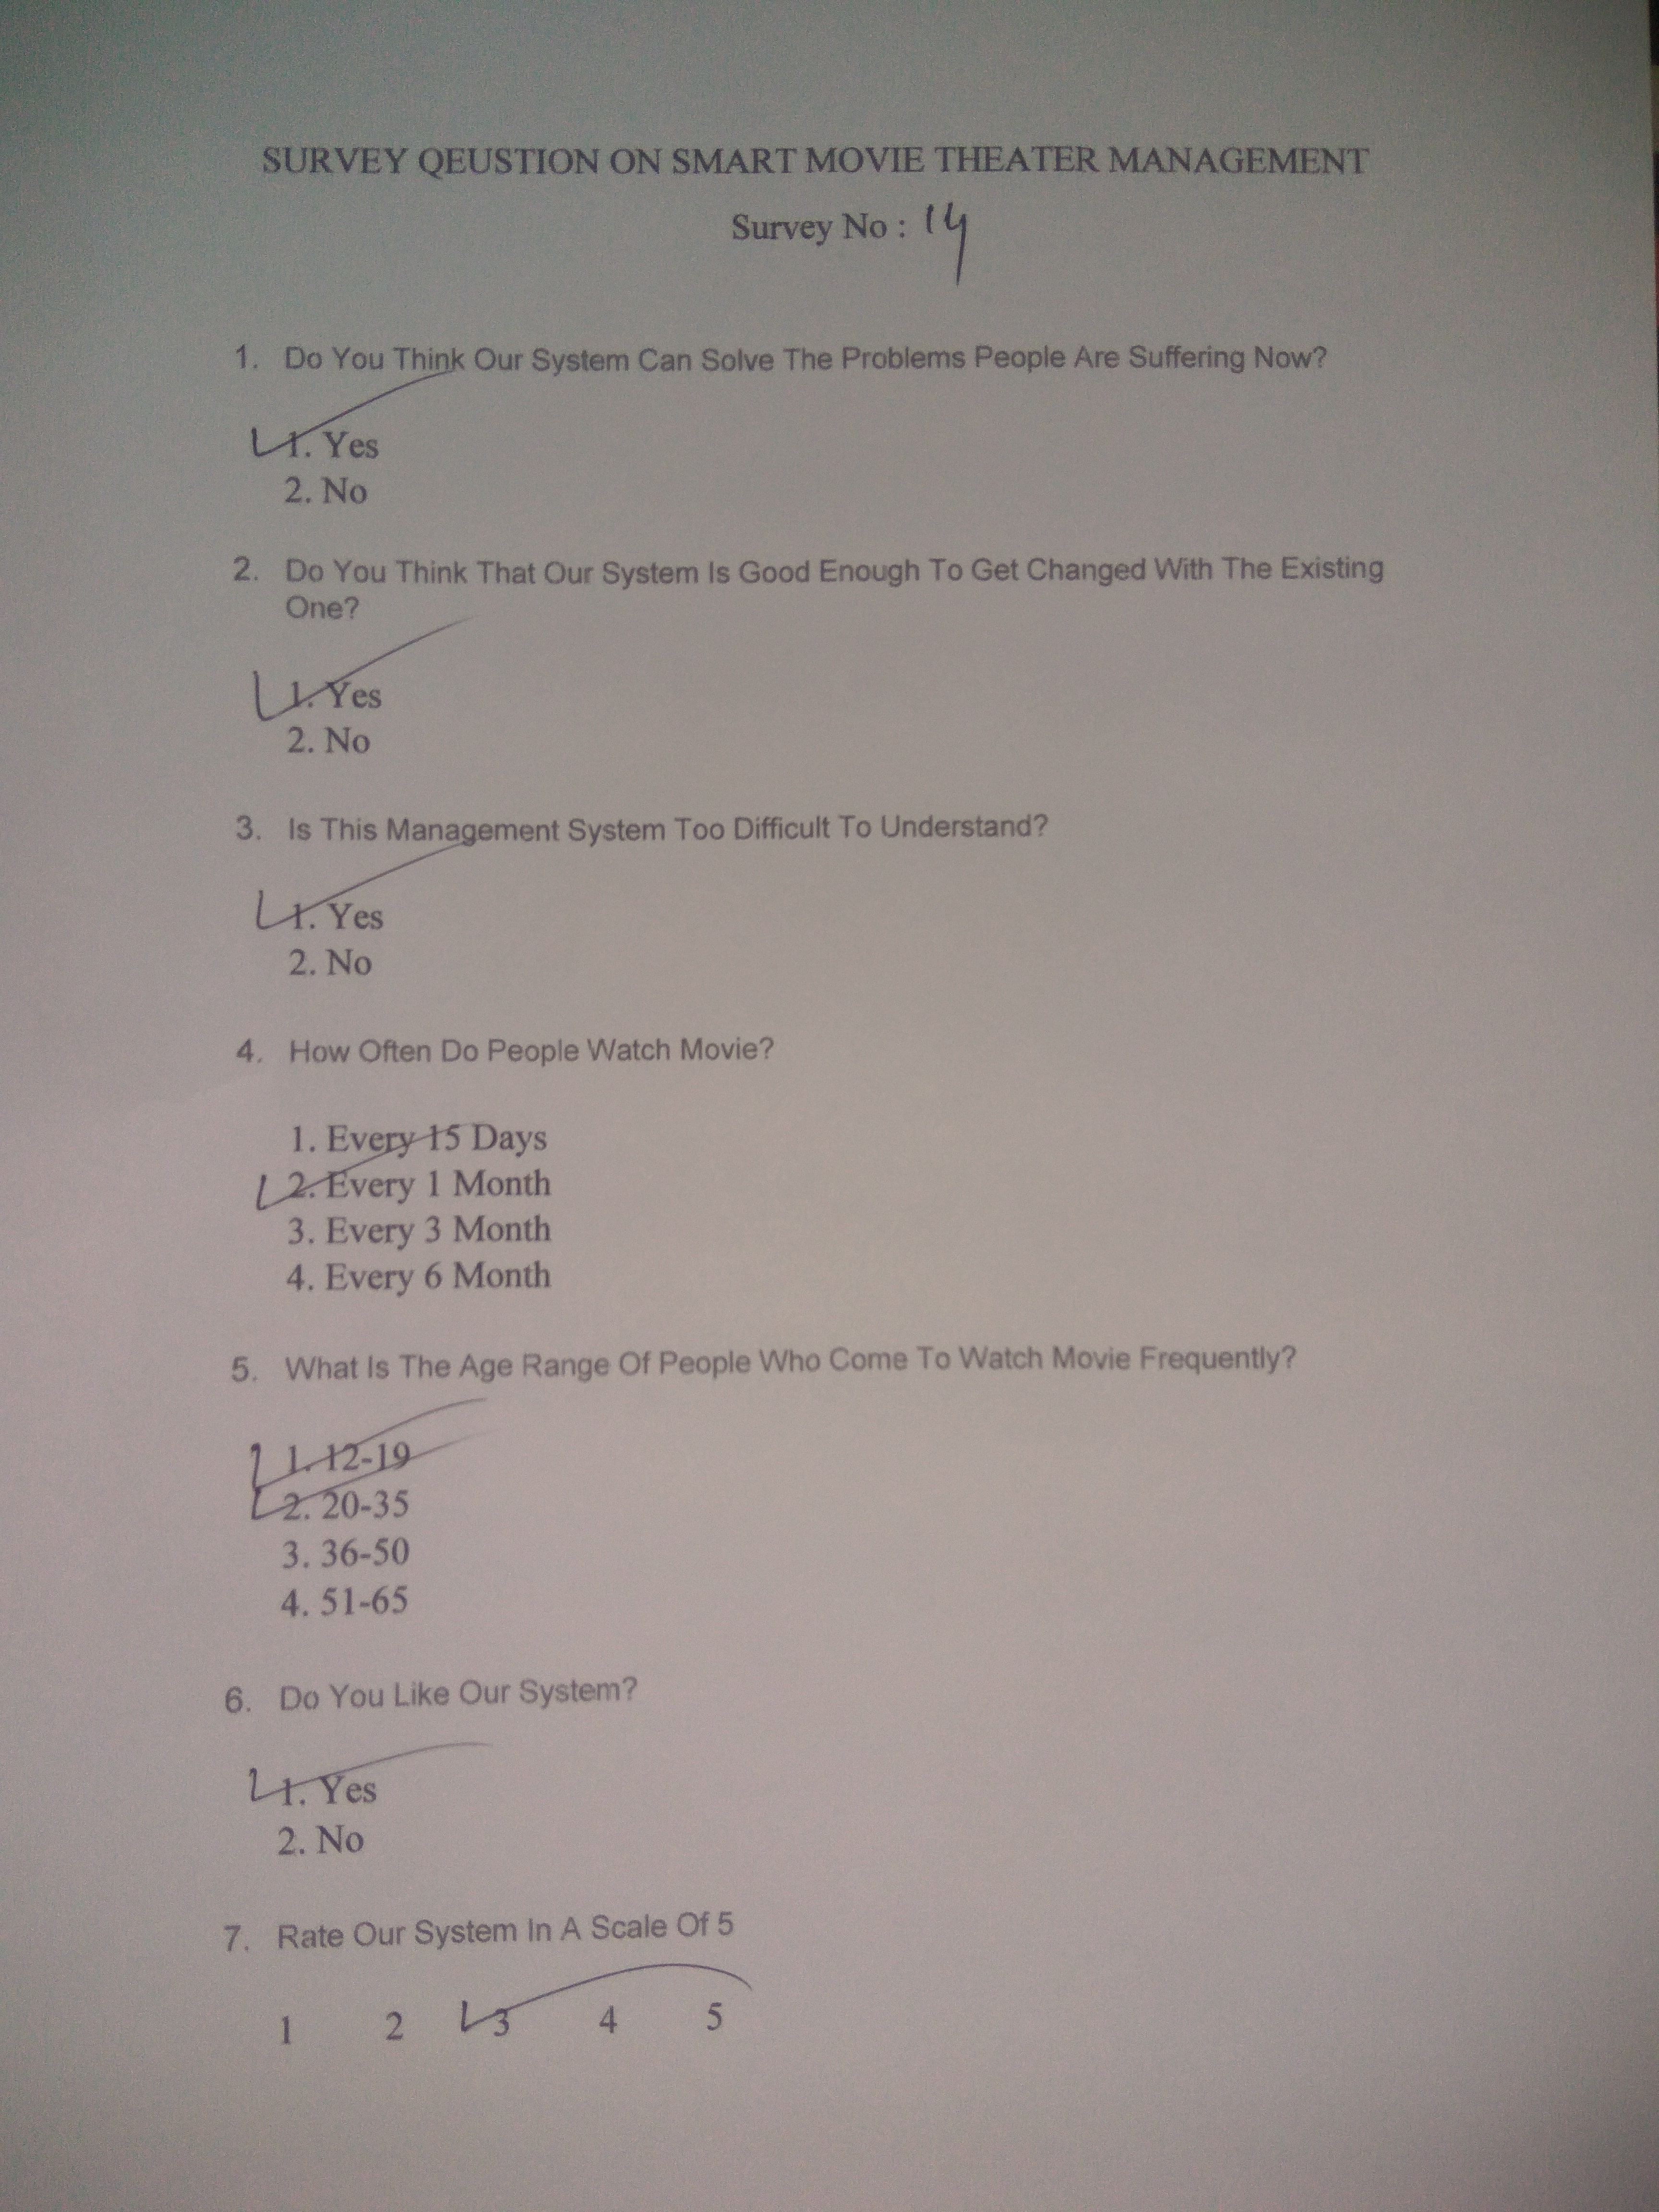 SURVEY QEUSTION ON SMART MOVIE THEATER MANAGEMENT
Survey No : 14
1. Do You Think Our System Can Solve The Problems People Are Suffering Now?
1. Yes
2. No
2. Do You Think That Our System Is Good Enough To Get Changed With The Existing
One?
1. Yes
2. No
3. Is This Management System Too Difficult To Understand?
1. Yes
2. No
4. How Often Do People Watch Movie?
1. Every 15 Days
2. Every 1 Month
3. Every 3 Month
4. Every 6 Month
5. What Is The Age Range Of People Who Come To Watch Movie Frequently?
1. 12-19
2. 20-35
3. 36-50
4. 51-65
6. Do You Like Our System?
1. Yes
2. No
7. Rate Our System In A Scale Of 5
1 2 3 4 5